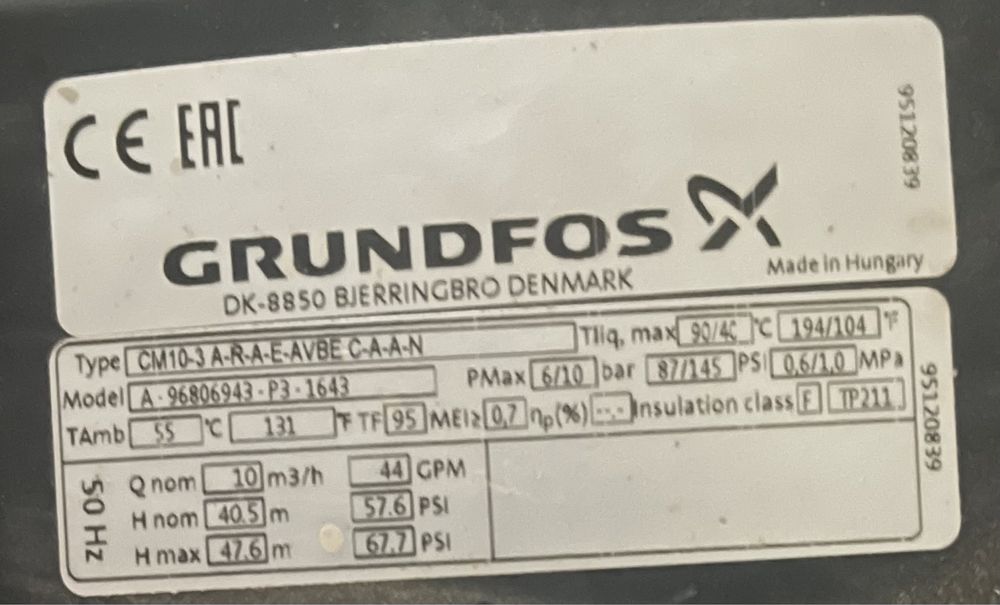 CE EAC
95120839
GRUNDFOS
DK-8850 BJERRINGBRO DENMARK
Made in Hungary
Type CM10-3 A-R-A-E-AVBE C-A-A-N Tliq, max 90/40 °C 194/104 °F
Model A - 96806943 - P3 - 1643 PMax 6/10 bar 87/145 PSI 0,6/1,0 MPa
TAmb 55 °C 131 °F TF 95 MEI≥ 0,7 ηp(%) --.- Insulation class F TP211
95120839
50 Hz
Q nom 10 m3/h 44 GPM
H nom 40.5 m 57.6 PSI
H max 47.6 m 67.7 PSI